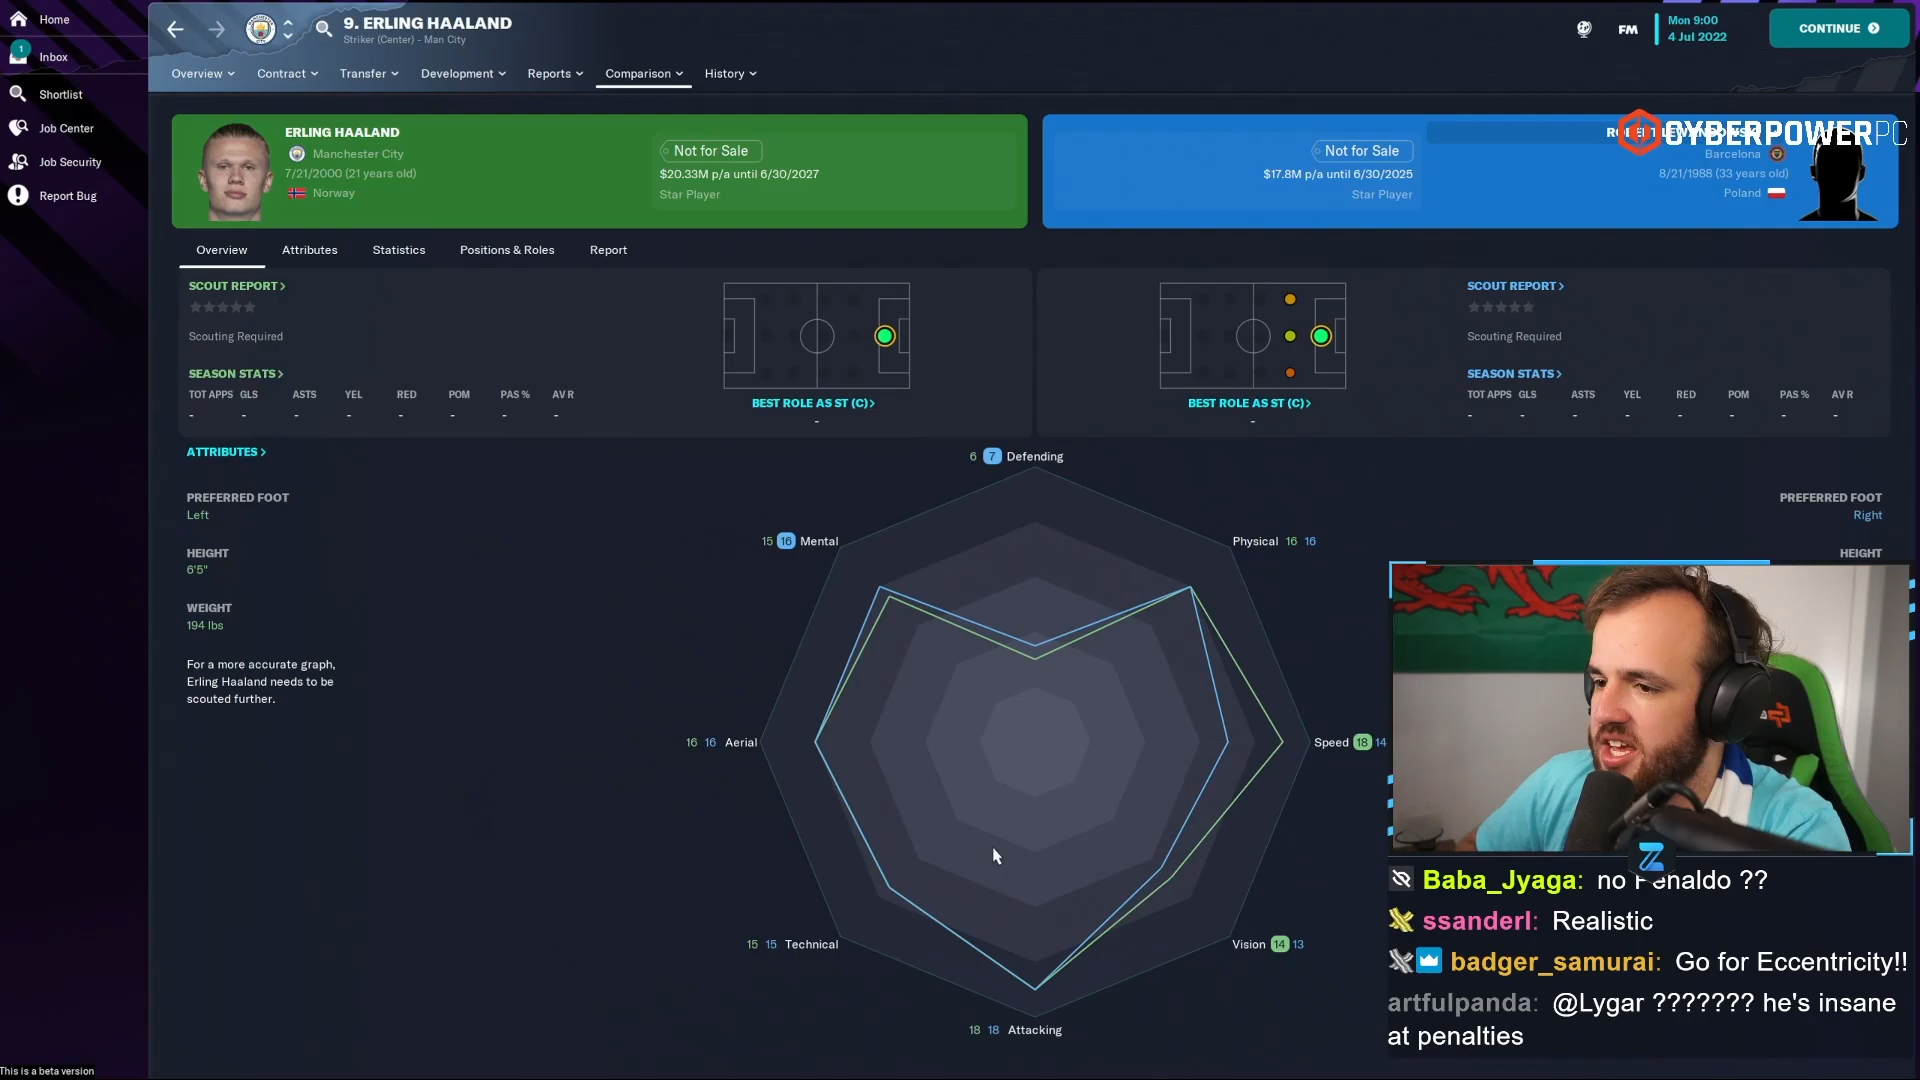 Home
1
Inbox
Shortlist
Job Center
Job Security
Report Bug
9. ERLING HAALAND
Striker (Center) - Man City
FM
Mon 9:00
4 Jul 2022
CONTINUE
Overview
Contract
Transfer
Development
Reports
Comparison
History
ERLING HAALAND
Manchester City
7/21/2000 (21 years old)
Norway
Not for Sale
$20.33M p/a until 6/30/2027
Star Player
Not for Sale
$17.8M p/a until 6/30/2025
Star Player
CYBERPOWERPC
Barcelona
8/21/1988 (33 years old)
Poland
Overview
Attributes
Statistics
Positions & Roles
Report
SCOUT REPORT >
Scouting Required
SEASON STATS >
TOT APPS GLS ASTS YEL RED POM PAS % AV R
- - - - - - - -
BEST ROLE AS ST (C) >
-
BEST ROLE AS ST (C) >
-
SCOUT REPORT >
Scouting Required
SEASON STATS >
TOT APPS GLS ASTS YEL RED POM PAS % AV R
- - - - - - - -
ATTRIBUTES >
PREFERRED FOOT
Left
HEIGHT
6'5"
WEIGHT
194 lbs
For a more accurate graph,
Erling Haaland needs to be
scouted further.
6 7 Defending
15 16 Mental
Physical 16 16
16 16 Aerial
Speed 18 14
15 15 Technical
Vision 14 13
18 18 Attacking
PREFERRED FOOT
Right
HEIGHT
Baba_Jyaga: no Penaldo ??
ssanderl: Realistic
badger_samurai: Go for Eccentricity!!
artfulpanda: @Lygar ??????? he's insane
at penalties
This is a beta version